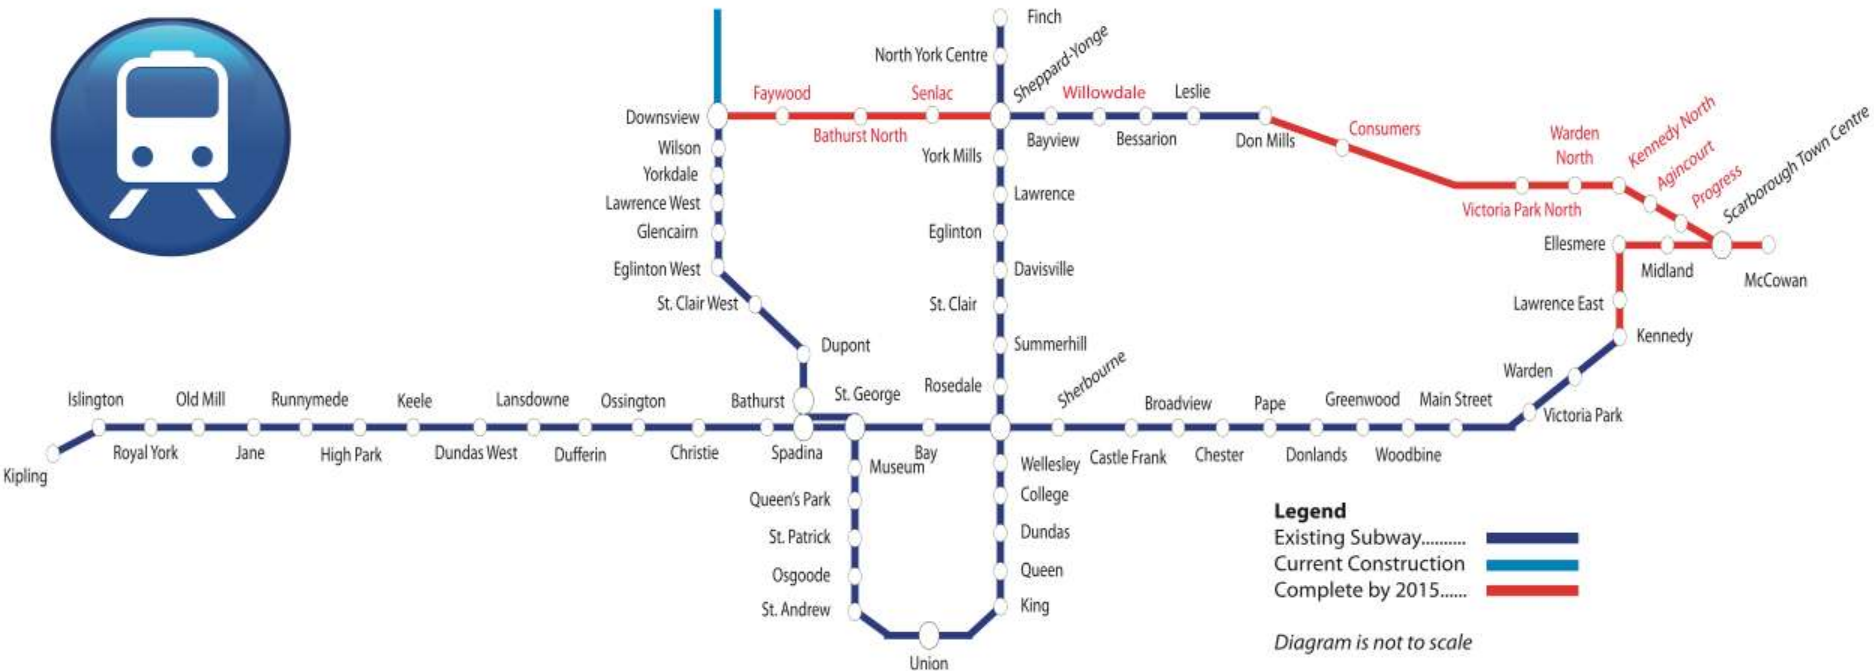 Finch
North York Centre
Sheppard-Yonge
Faywood
Senlac
Willowdale
Leslie
Downsview
Bathurst North
Bayview
Bessarion
Don Mills
Consumers
Warden
North
Kennedy North
Agincourt
Progress
Scarborough Town Centre
Victoria Park North
Wilson
Yorkdale
Lawrence West
Glencairn
Eglinton West
St. Clair West
Dupont
York Mills
Lawrence
Eglinton
Davisville
St. Clair
Summerhill
Rosedale
Ellesmere
Midland
McCowan
Lawrence East
Kennedy
Warden
Victoria Park
Islington
Old Mill
Runnymede
Keele
Lansdowne
Ossington
Bathurst
St. George
Sherbourne
Broadview
Pape
Greenwood
Main Street
Kipling
Royal York
Jane
High Park
Dundas West
Dufferin
Christie
Spadina
Bay
Castle Frank
Chester
Donlands
Woodbine
Museum
Queen's Park
St. Patrick
Osgoode
St. Andrew
Union
Wellesley
College
Dundas
Queen
King
Legend
Existing Subway..........
Current Construction
Complete by 2015......
Diagram is not to scale